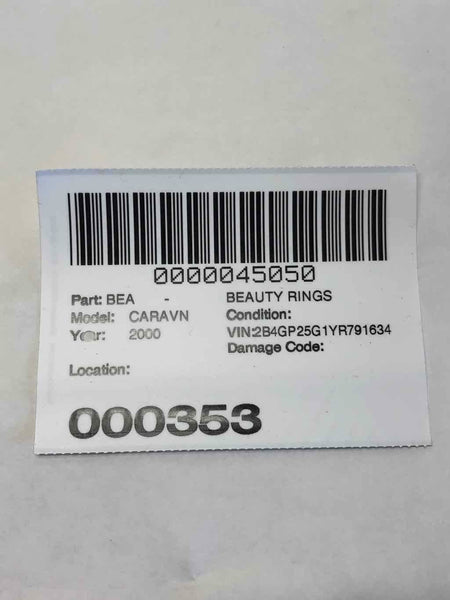 0000045050
Part: BEA - BEAUTY RINGS
Model: CARAVN Condition:
Year: 2000 VIN:2B4GP25G1YR791634
Damage Code:
Location:
000353